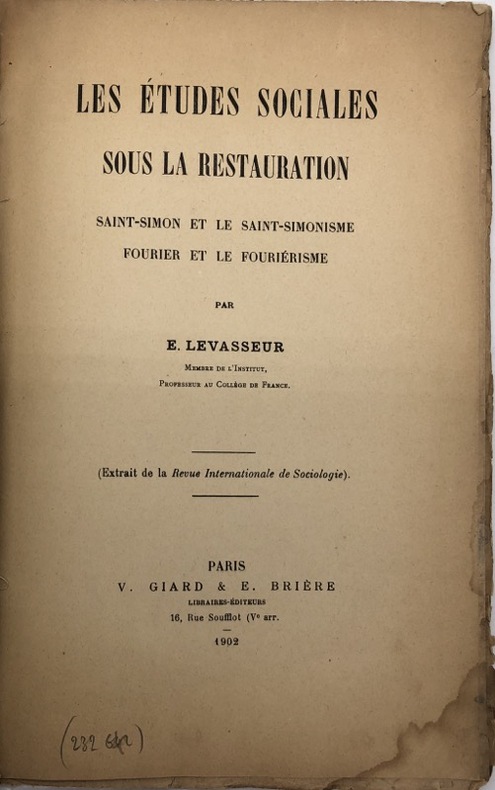 LES ÉTUDES SOCIALES
SOUS LA RESTAURATION
SAINT-SIMON ET LE SAINT-SIMONISME
FOURIER ET LE FOURIÉRISME
PAR
E. LEVASSEUR
Membre de l'Institut,
Professeur au Collège de France.
(Extrait de la Revue Internationale de Sociologie).
PARIS
V. GIARD & E. BRIÈRE
LIBRAIRES-ÉDITEURS
16, Rue Soufflot (Ve arr.
1902
(232